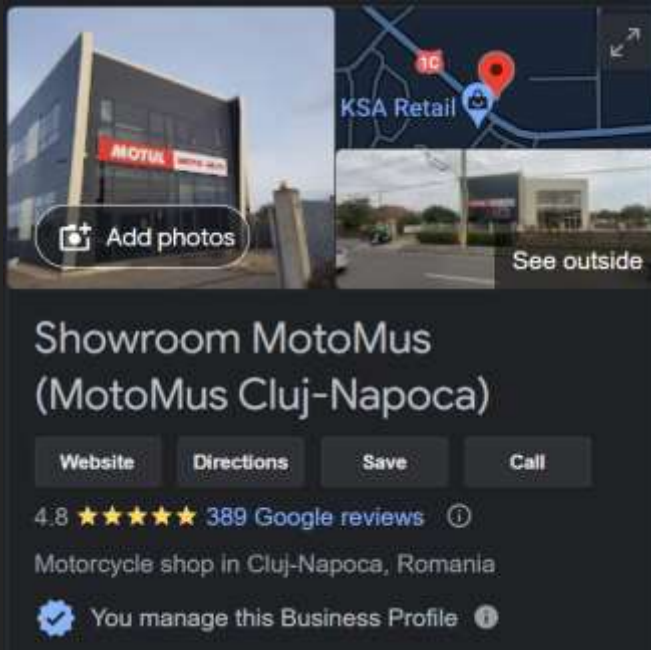 1C
KSA Retail
MOTUL
Add photos
See outside
Showroom MotoMus
(MotoMus Cluj-Napoca)
Website Directions Save Call
4.8 389 Google reviews
Motorcycle shop in Cluj-Napoca, Romania
You manage this Business Profile